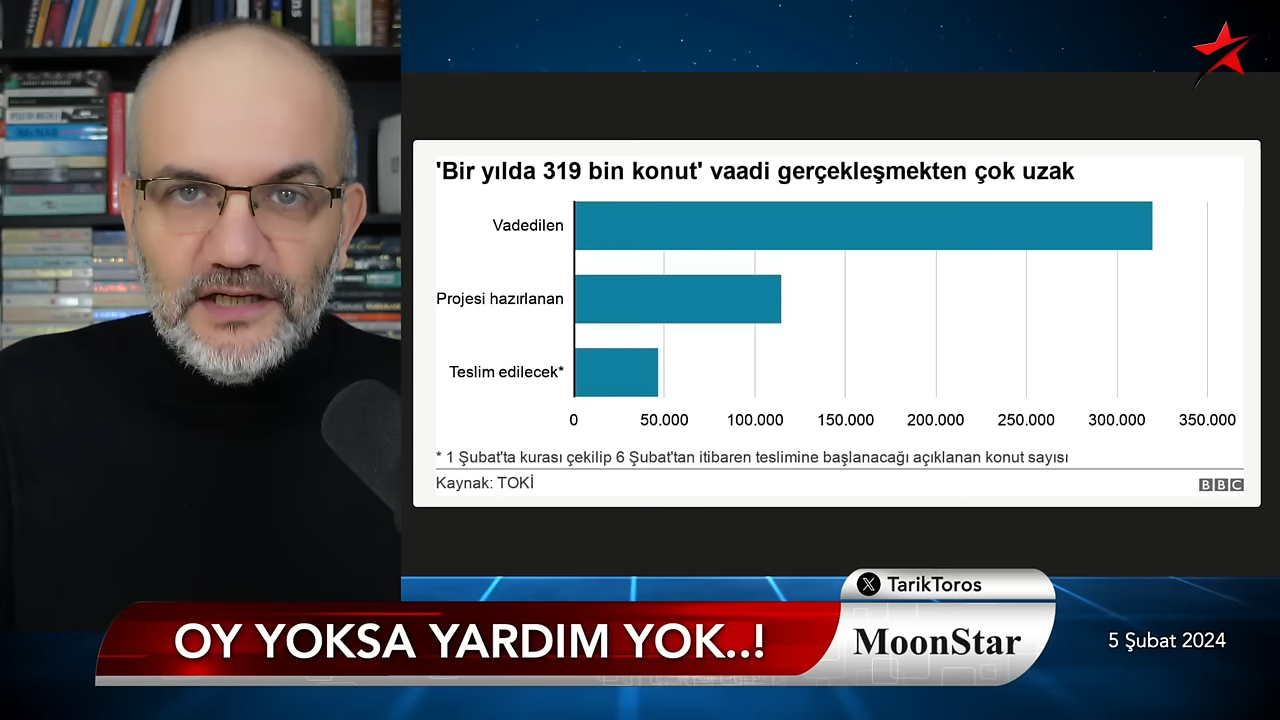 'Bir yılda 319 bin konut' vaadi gerçekleşmekten çok uzak
Vadedilen
Projesi hazırlanan
Teslim edilecek*
0 50.000 100.000 150.000 200.000 250.000 300.000 350.000
* 1 Şubat'ta kurası çekilip 6 Şubat'tan itibaren teslimine başlanacağı açıklanan konut sayısı
Kaynak: TOKİ
BBC
TarikToros
OY YOKSA YARDIM YOK..!
MoonStar
5 Şubat 2024